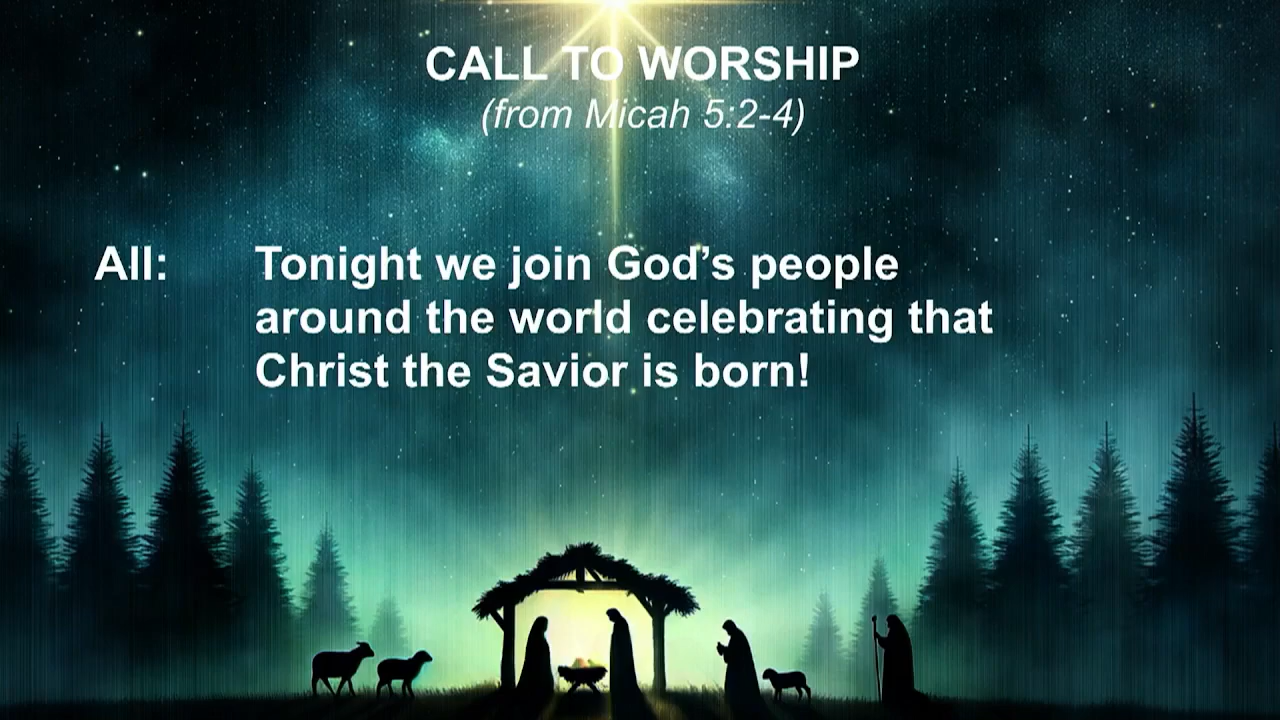 CALL TO WORSHIP
(from Micah 5:2-4)
All: Tonight we join God’s people
around the world celebrating that
Christ the Savior is born!